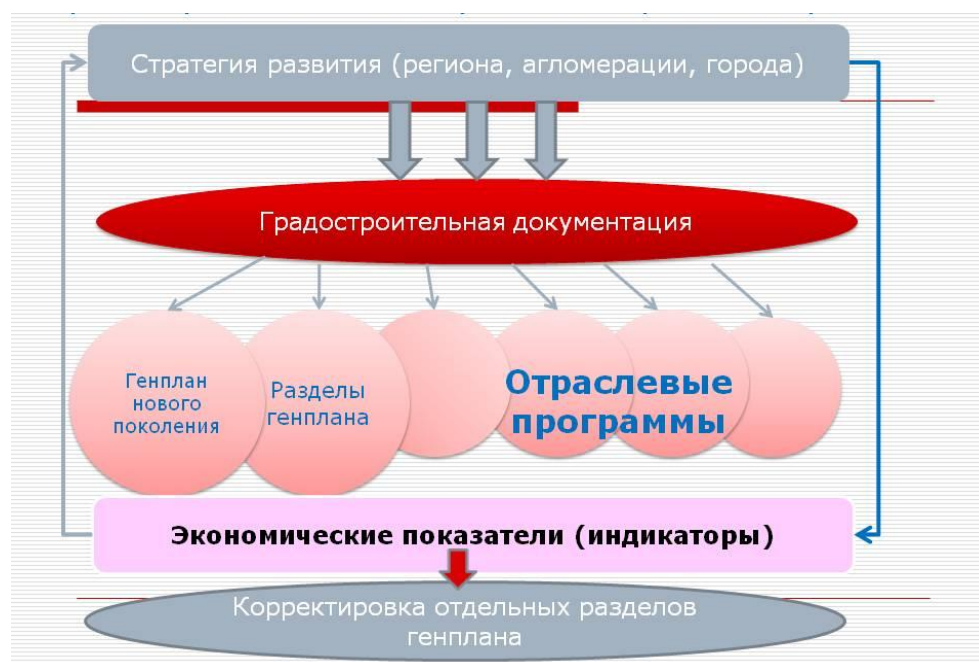 Стратегия развития (региона, агломерации, города)
Градостроительная документация
Генплан
нового
поколения
Разделы
генплана
Отраслевые
программы
Экономические показатели (индикаторы)
Корректировка отдельных разделов
генплана